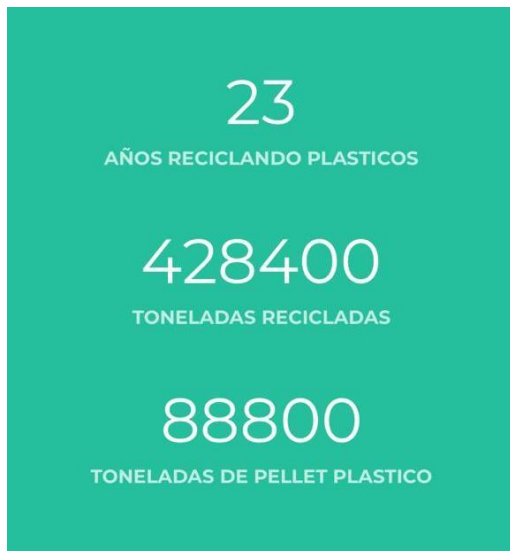 23
AÑOS RECICLANDO PLASTICOS
428400
TONELADAS RECICLADAS
88800
TONELADAS DE PELLET PLASTICO